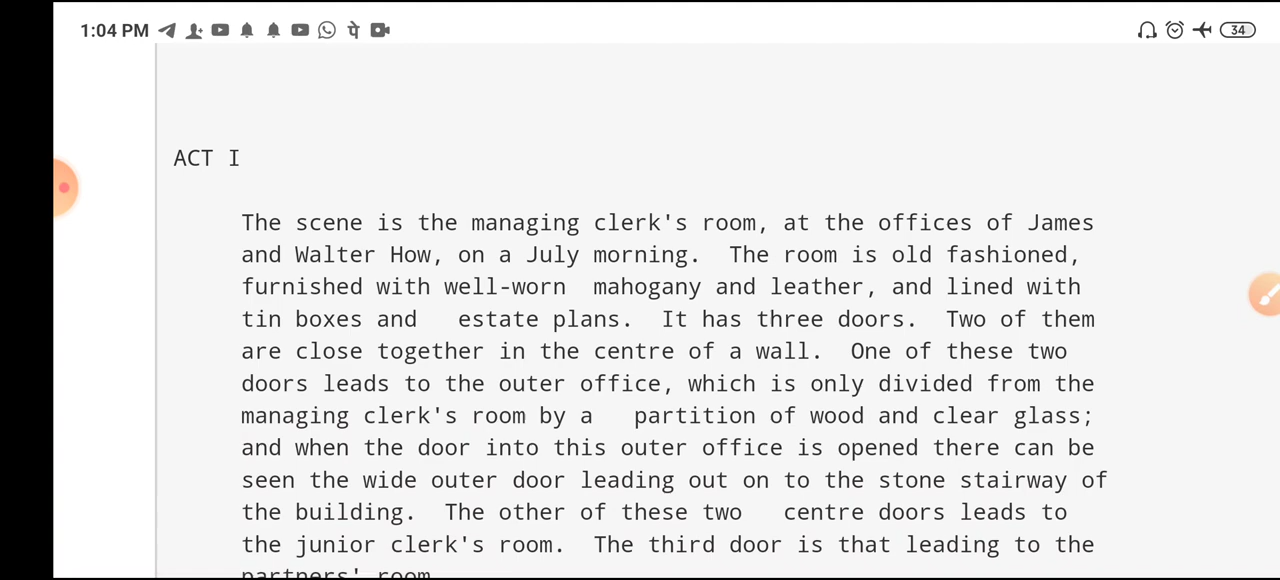 1:04 PM पे 34
ACT I
The scene is the managing clerk's room, at the offices of James
and Walter How, on a July morning.  The room is old fashioned,
furnished with well-worn  mahogany and leather, and lined with
tin boxes and   estate plans.  It has three doors.  Two of them
are close together in the centre of a wall.  One of these two
doors leads to the outer office, which is only divided from the
managing clerk's room by a   partition of wood and clear glass;
and when the door into this outer office is opened there can be
seen the wide outer door leading out on to the stone stairway of
the building.  The other of these two   centre doors leads to
the junior clerk's room.  The third door is that leading to the
partners' room